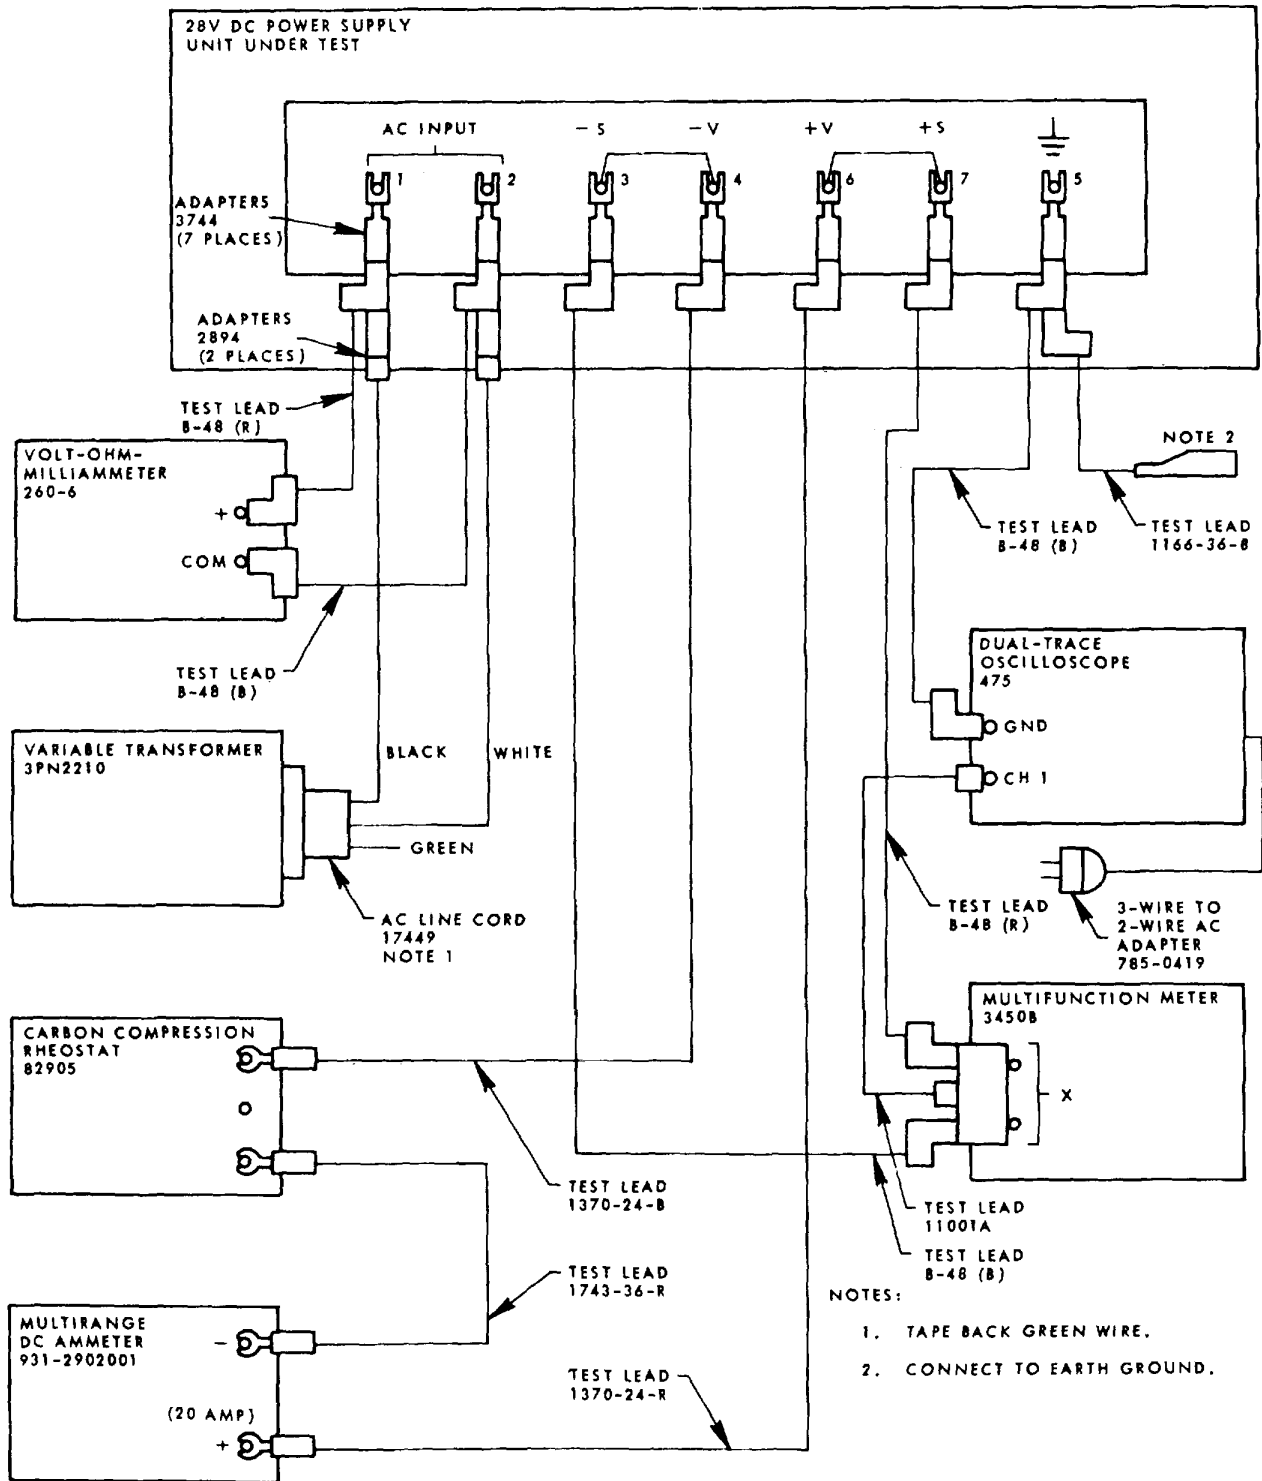 28V DC POWER SUPPLY
UNIT UNDER TEST
AC INPUT
– S
– V
+ V
+ S
1
2
3
4
6
7
5
ADAPTERS
3744
(7 PLACES)
ADAPTERS
2894
(2 PLACES)
TEST LEAD
B-48 (R)
VOLT-OHM-
MILLIAMMETER
260-6
+
COM
NOTE 2
TEST LEAD
B-48 (B)
TEST LEAD
1166-36-B
TEST LEAD
B-48 (B)
DUAL-TRACE
OSCILLOSCOPE
475
GND
CH 1
VARIABLE TRANSFORMER
3PN2210
BLACK
WHITE
GREEN
AC LINE CORD
17449
NOTE 1
TEST LEAD
B-48 (R)
3-WIRE TO
2-WIRE AC
ADAPTER
785-0419
CARBON COMPRESSION
RHEOSTAT
82905
MULTIFUNCTION METER
3450B
X
TEST LEAD
1370-24-B
TEST LEAD
11001A
TEST LEAD
B-48 (B)
TEST LEAD
1743-36-R
MULTIRANGE
DC AMMETER
931-2902001
–
(20 AMP)
+
TEST LEAD
1370-24-R
NOTES:
1. TAPE BACK GREEN WIRE.
2. CONNECT TO EARTH GROUND.